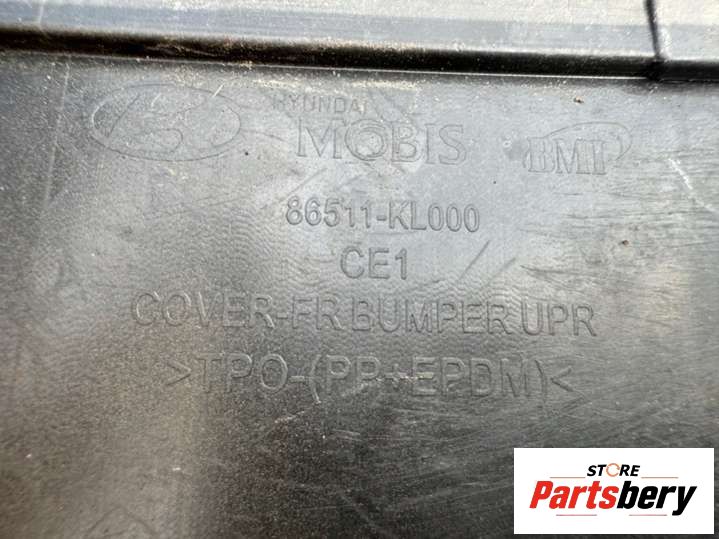 HYUNDAI
MOBIS
BMI
86511-KL000
CE1
COVER-FR BUMPER UPR
>TPO-(PP+EPDM)<
STORE
Partsbery